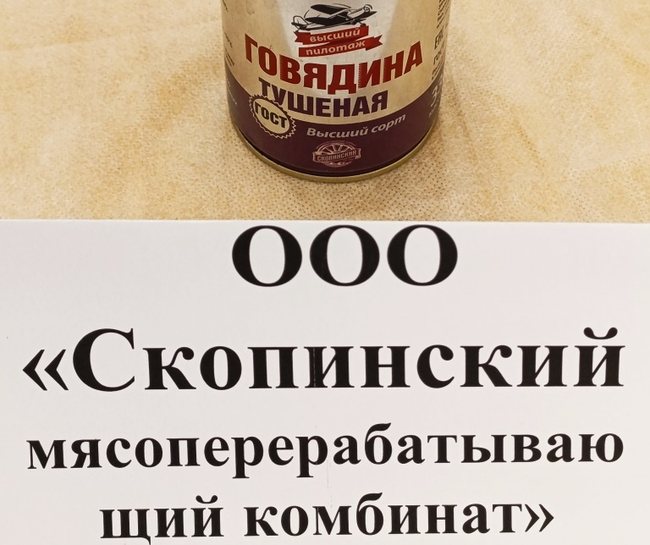 высший
пилотаж
ГОВЯДИНА
ТУШЕНАЯ
ГОСТ
Высший сорт
СКОПИНСКИЙ
ООО
«Скопинский
мясоперерабатываю
щий комбинат»